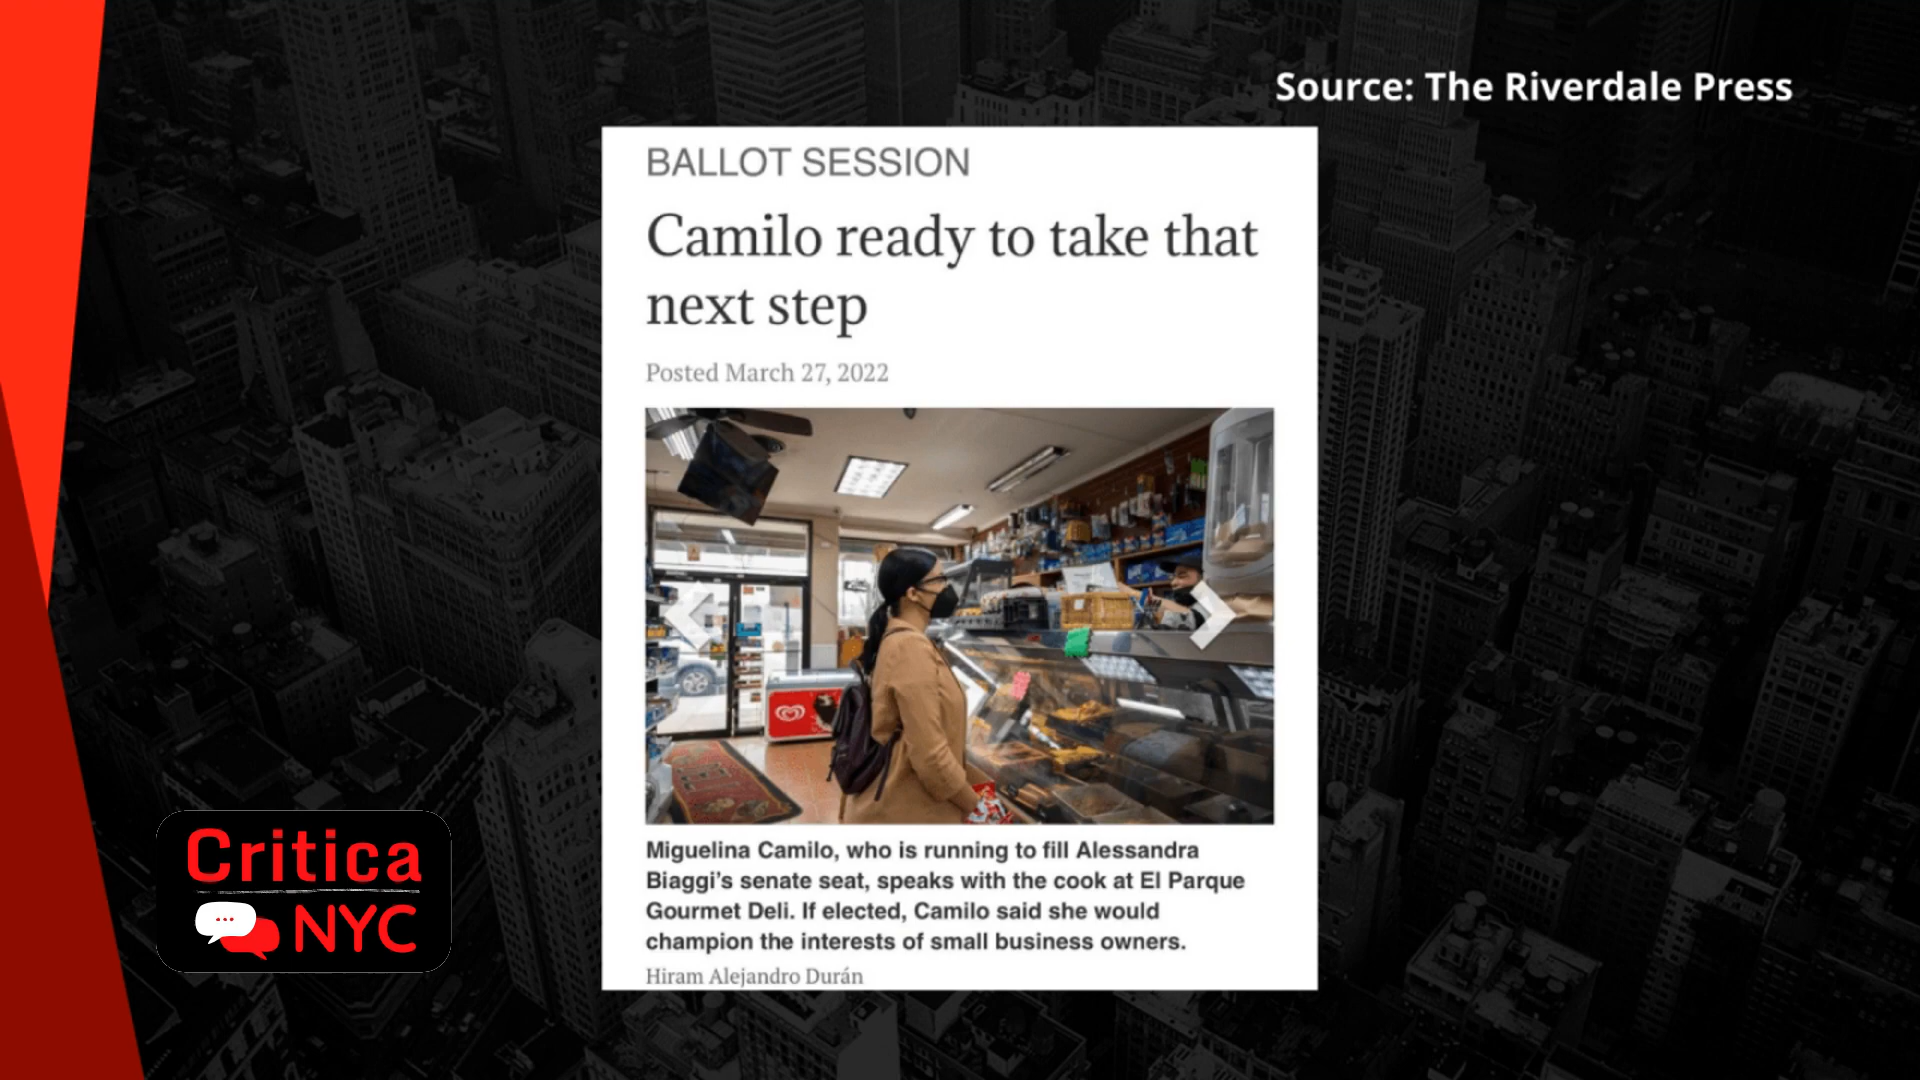 Source: The Riverdale Press
BALLOT SESSION
Camilo ready to take that
next step
Posted March 27, 2022
Miguelina Camilo, who is running to fill Alessandra
Biaggi’s senate seat, speaks with the cook at El Parque
Gourmet Deli. If elected, Camilo said she would
champion the interests of small business owners.
Hiram Alejandro Durán
Critica
NYC